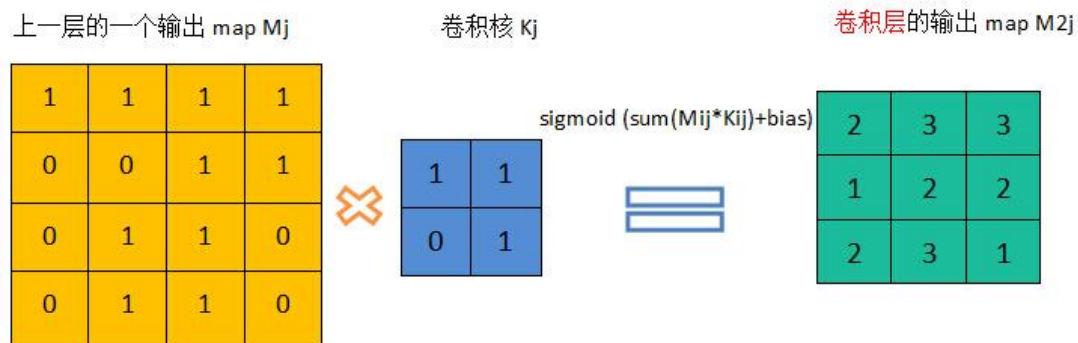 上一层的一个输出 map Mj
卷积核 Kj
卷积层的输出 map M2j
sigmoid (sum(Mij*Kij)+bias)
1 1 1 1
0 0 1 1
0 1 1 0
0 1 1 0
1 1
0 1
2 3 3
1 2 2
2 3 1